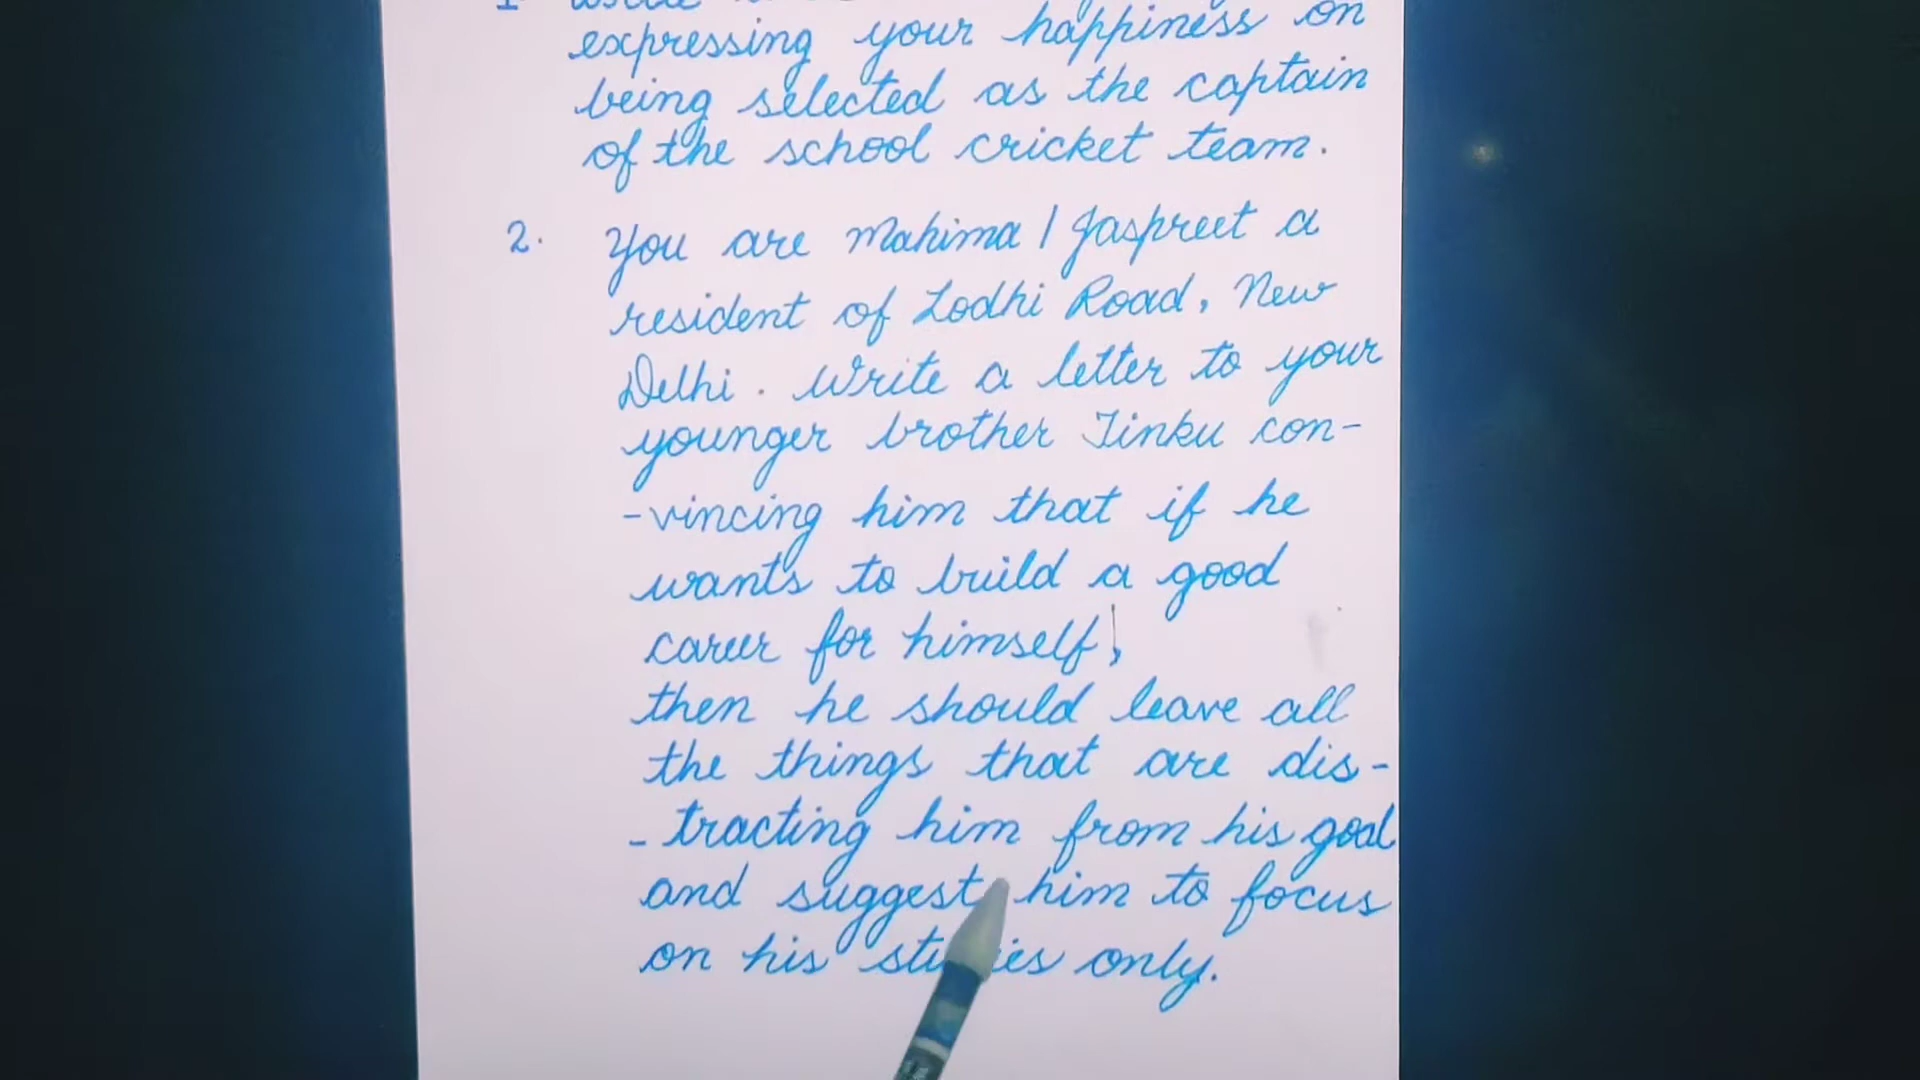 expressing your happiness on
being selected as the captain
of the school cricket team.
2. You are Mahima / Jaspreet a
resident of Lodhi Road, New
Delhi. Write a letter to your
younger brother Tinku con-
-vincing him that if he
wants to build a good
career for himself,
then he should leave all
the things that are dis-
- tracting him from his goal
and suggest him to focus
on his studies only.